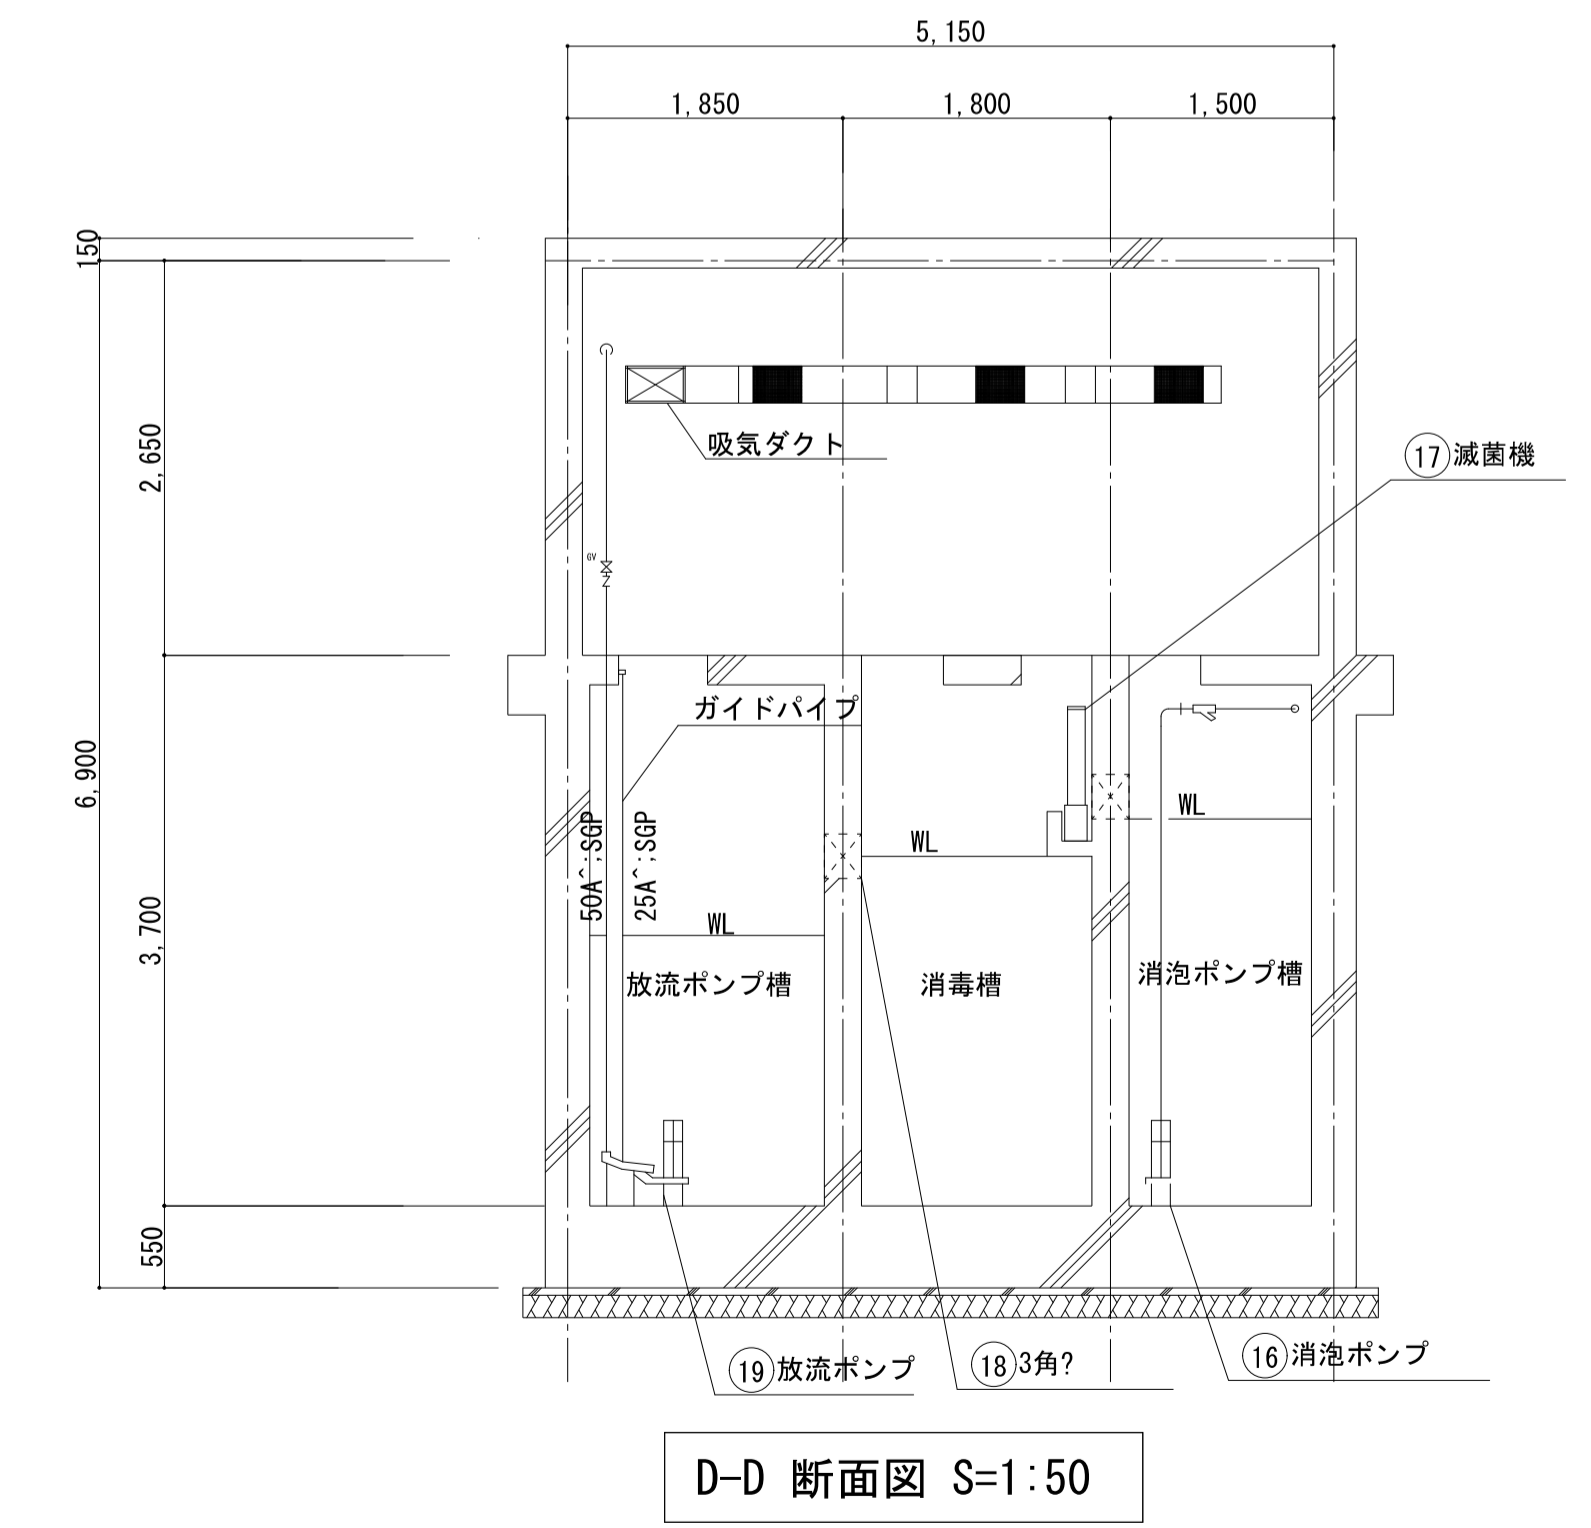 5,150
1,850
1,800
1,500
150
2,650
吸気ダクト
17 滅菌機
GV
ガイドパイプ
6,900
50A^;SGP
25A^;SGP
WL
WL
WL
3,700
放流ポンプ槽
消毒槽
消泡ポンプ槽
550
19 放流ポンプ
18 3角?
16 消泡ポンプ
D-D 断面図 S=1:50